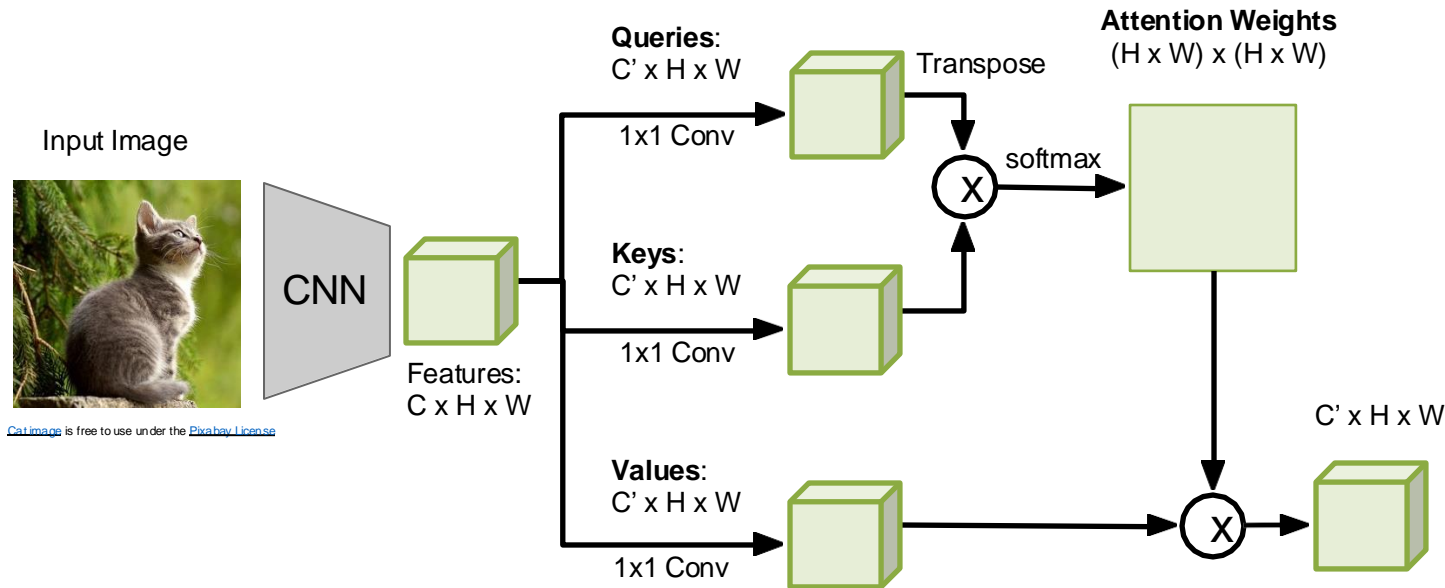 Input Image
Cat image is free to use under the Pixabay License
CNN
Features:
C x H x W
Queries:
C' x H x W
1x1 Conv
Keys:
C' x H x W
1x1 Conv
Values:
C' x H x W
1x1 Conv
Transpose
X
softmax
Attention Weights
(H x W) x (H x W)
X
C' x H x W